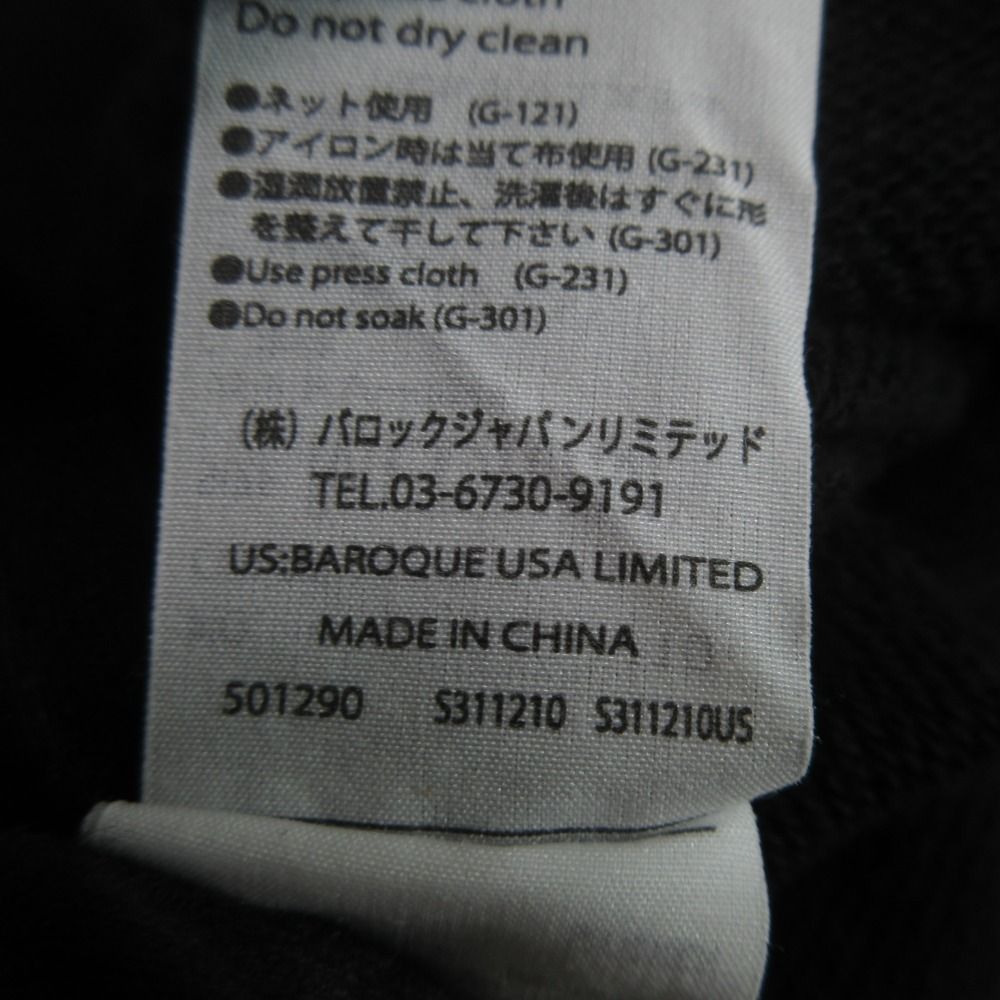 cloth
Do not dry clean
●ネット使用 (G-121)
●アイロン時は当て布使用 (G-231)
●湿潤放置禁止、洗濯後はすぐに形
を整えて干して下さい (G-301)
●Use press cloth (G-231)
●Do not soak (G-301)
(株) バロックジャパンリミテッド
TEL.03-6730-9191
US:BAROQUE USA LIMITED
MADE IN CHINA
501290 S311210 S311210US